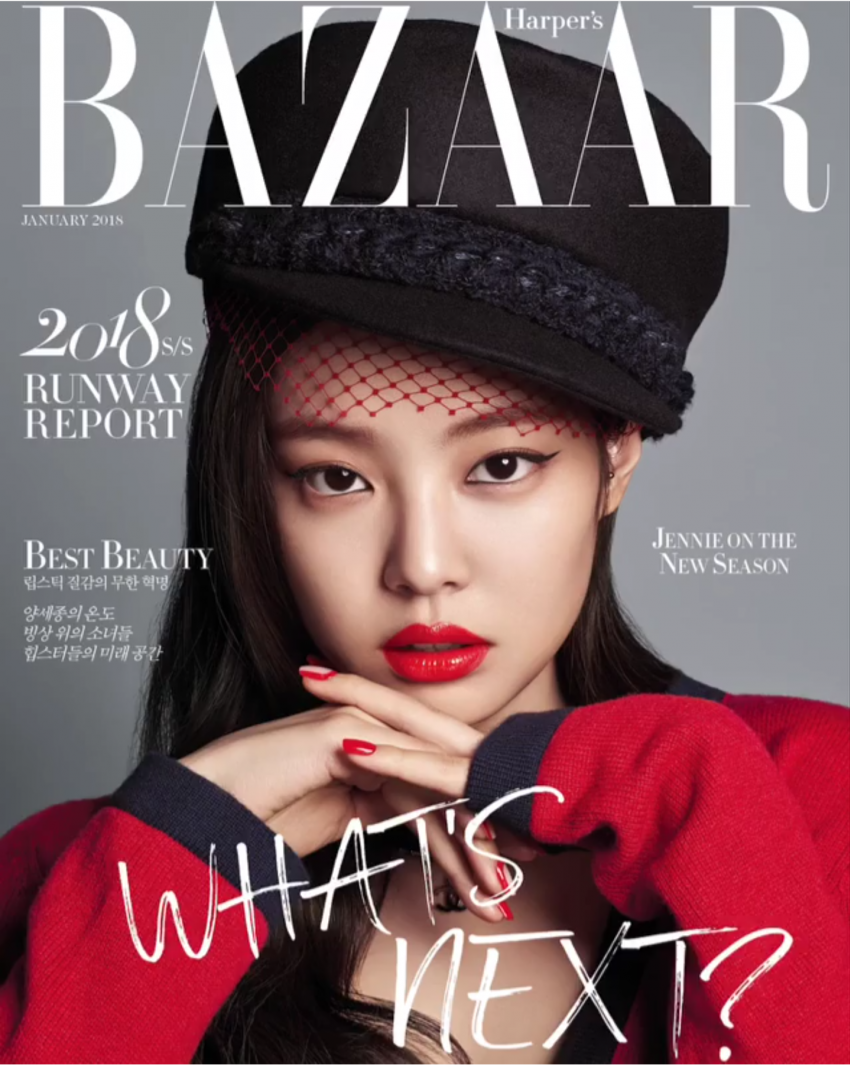 Harper's
BAZAAR
JANUARY 2018
2018 S/S
RUNWAY
REPORT
BEST BEAUTY
립스틱 질감의 무한 혁명
양세종의 온도
빙상 위의 소녀들
힙스터들의 미래 공간
JENNIE ON THE
NEW SEASON
WHAT'S
NEXT?